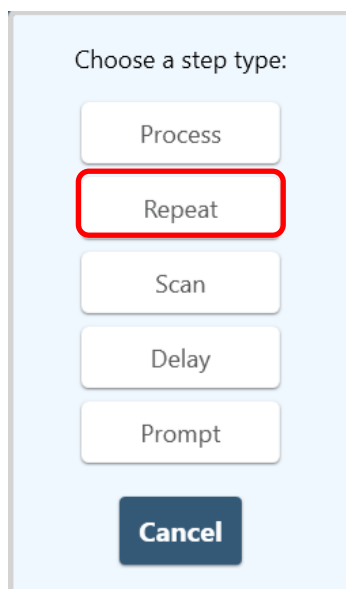 Choose a step type:
Process
Repeat
Scan
Delay
Prompt
Cancel